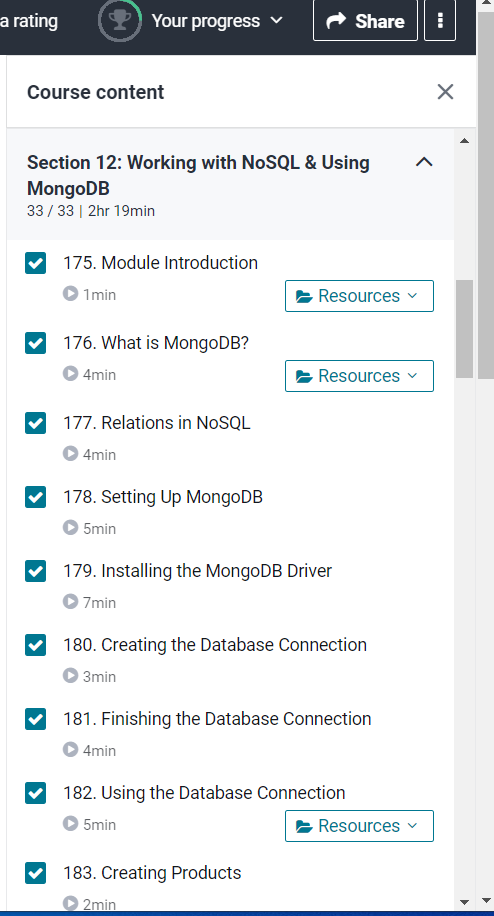 a rating
Your progress
Share
Course content
Section 12: Working with NoSQL & Using
MongoDB
33 / 33 | 2hr 19min
175. Module Introduction
1min
Resources
176. What is MongoDB?
4min
Resources
177. Relations in NoSQL
4min
178. Setting Up MongoDB
5min
179. Installing the MongoDB Driver
7min
180. Creating the Database Connection
3min
181. Finishing the Database Connection
4min
182. Using the Database Connection
5min
Resources
183. Creating Products
2min